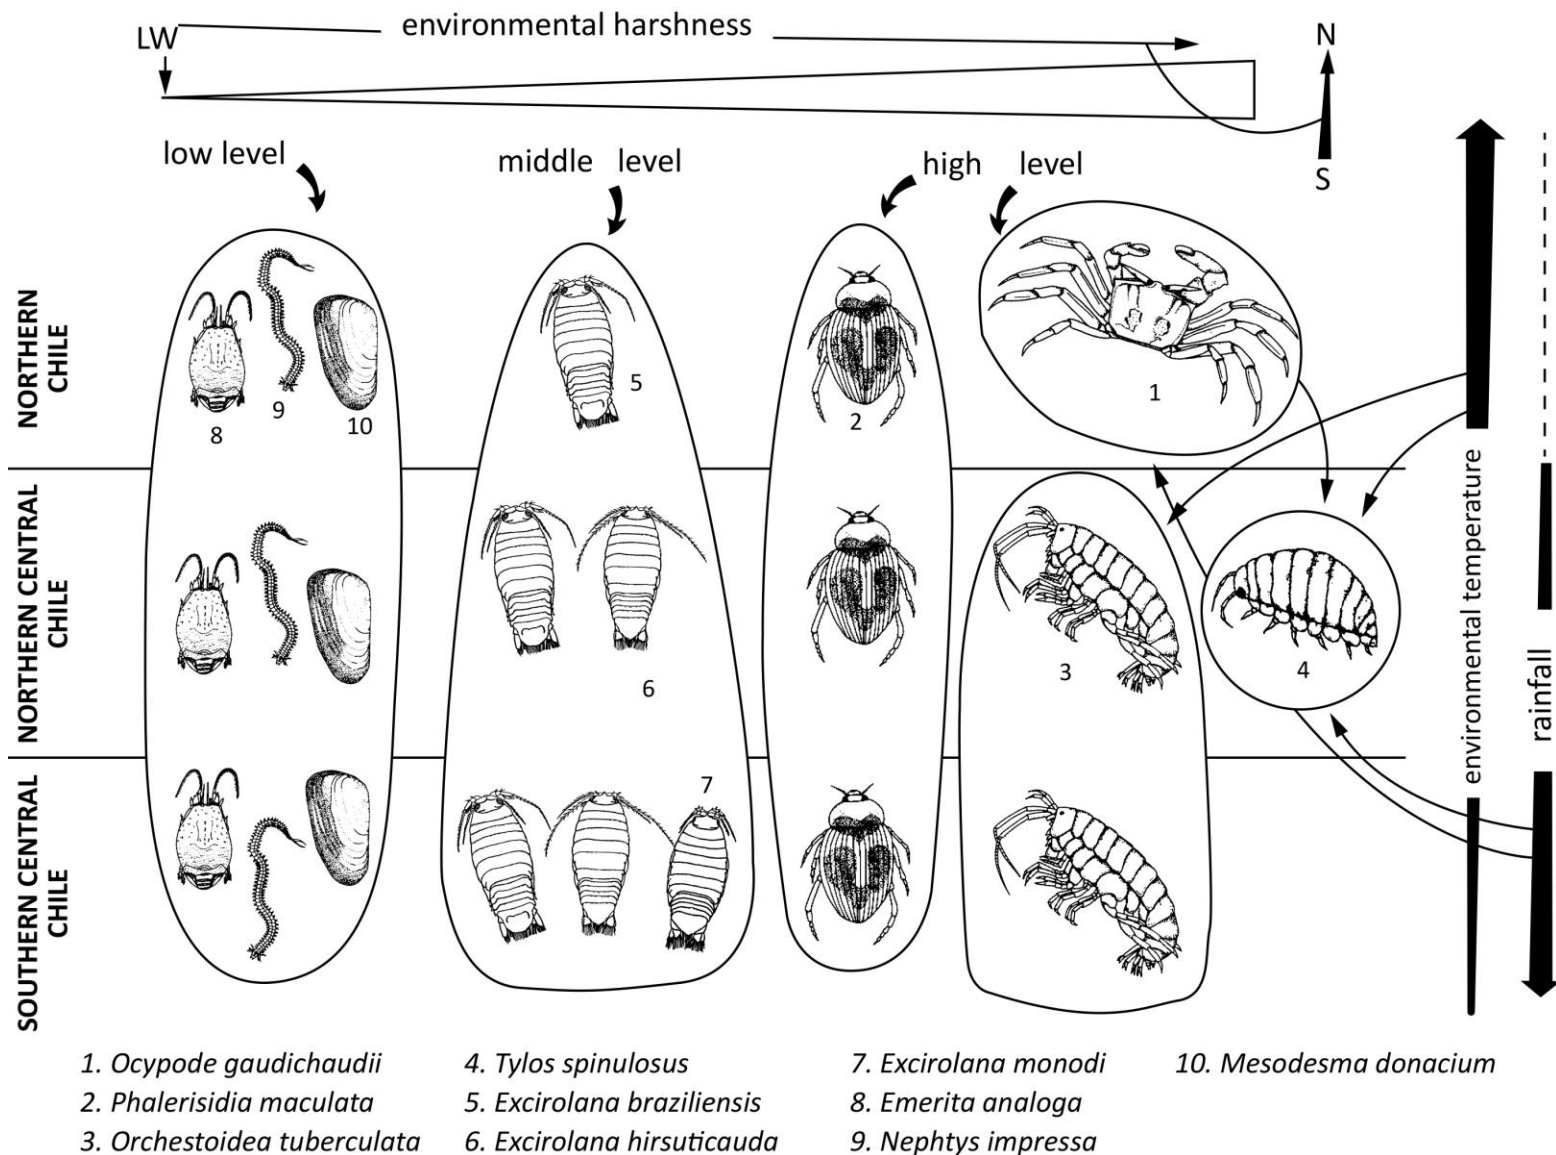 environmental harshness
LW
N
S
low level
middle level
high level
NORTHERN
CHILE
8
9
10
5
2
1
NORTHERN CENTRAL
CHILE
6
3
4
SOUTHERN CENTRAL
CHILE
7
environmental temperature
rainfall
1. Ocypode gaudichaudii
2. Phalerisidia maculata
3. Orchestoidea tuberculata
4. Tylos spinulosus
5. Excirolana braziliensis
6. Excirolana hirsuticauda
7. Excirolana monodi
8. Emerita analoga
9. Nephtys impressa
10. Mesodesma donacium